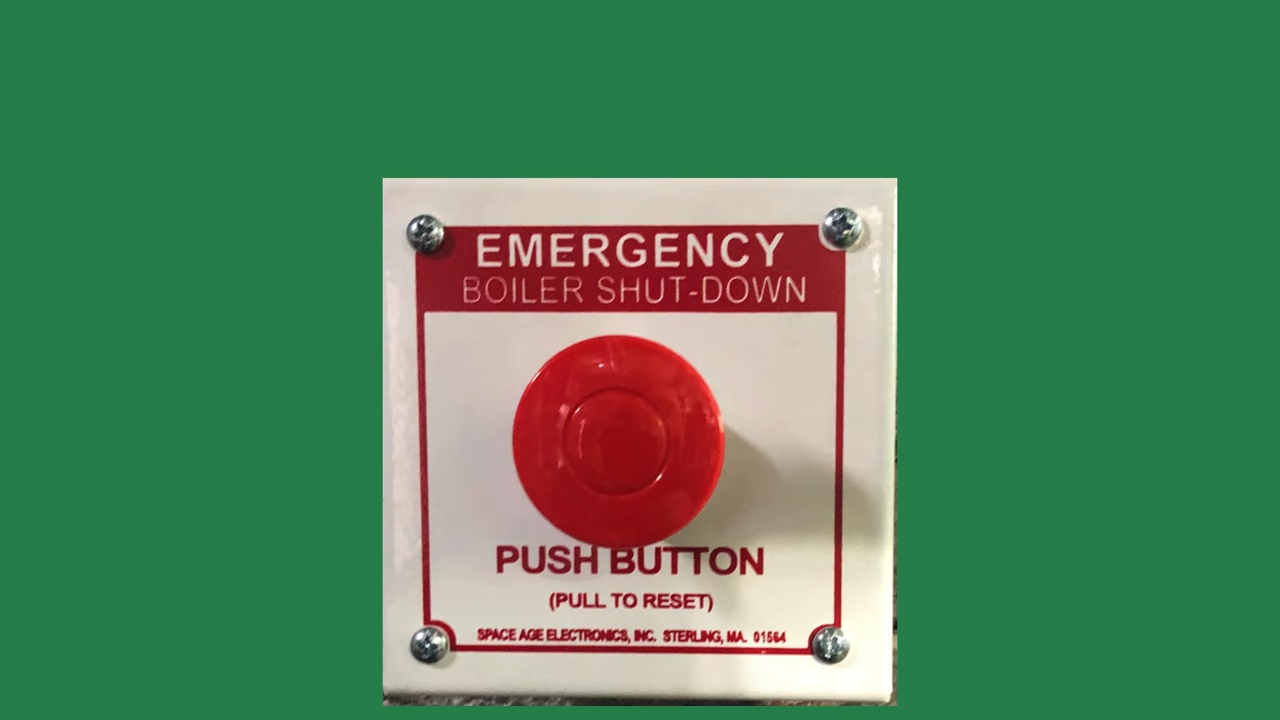 EMERGENCY
BOILER SHUT-DOWN
PUSH BUTTON
(PULL TO RESET)
SPACE AGE ELECTRONICS, INC. STERLING, MA. 01564